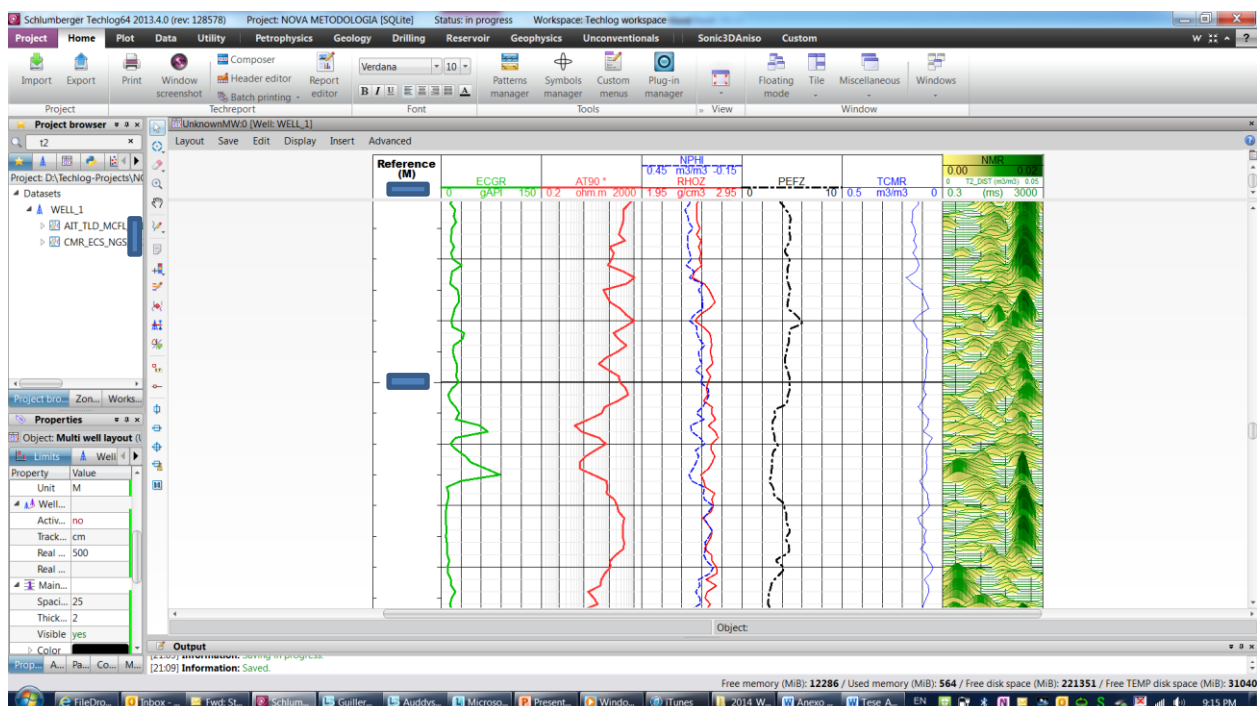 Schlumberger Techlog64 2013.4.0 (rev: 128578) Project: NOVA METODOLOGIA [SQLite] Status: in progress Workspace: Techlog workspace
Project Home Plot Data Utility Petrophysics Geology Drilling Reservoir Geophysics Unconventionals Sonic3DAniso Custom
Import Export Print Window screenshot Composer Header editor Batch printing Report editor
Verdana 10
B I U A
Patterns manager Symbols manager Custom menus Plug-in manager Floating mode Tile Miscellaneous Windows
Project Techreport Font Tools » View Window
Project browser
UnknownMW:0 [Well: WELL_1]
t2
Layout Save Edit Display Insert Advanced
Project: D:\Techlog-Projects\N
Datasets
WELL_1
AIT_TLD_MCFL
CMR_ECS_NGS
Reference
(M)
ECGR
0 gAPI 150
AT90 *
0.2 ohm.m 2000
NPHI
0.45 m3/m3 -0.15
RHOZ
1.95 g/cm3 2.95
PEFZ
0 10
TCMR
0.5 m3/m3 0
NMR
0.00 0.02
0 T2_DIST (m3/m3) 0.05
0.3 (ms) 3000
Project bro... Zon... Works...
Properties
Object: Multi well layout (
Limits Well
Property Value
Unit M
Well...
Activ... no
Track... cm
Real ... 500
Real ...
Main...
Spaci... 25
Thick... 2
Visible yes
Color
Prop... A... Pa... Co... M...
Object:
Output
Information: Saving in progress.
[21:09] Information: Saved.
Free memory (MiB): 12286 / Used memory (MiB): 564 / Free disk space (MiB): 221351 / Free TEMP disk space (MiB): 31040
FileDro... Inbox - ... Fwd: St... Schlum... Guiller... Auddys... Microso... Present... Windo... iTunes 2014 W... Anexo ... Tese A... EN 9:15 PM